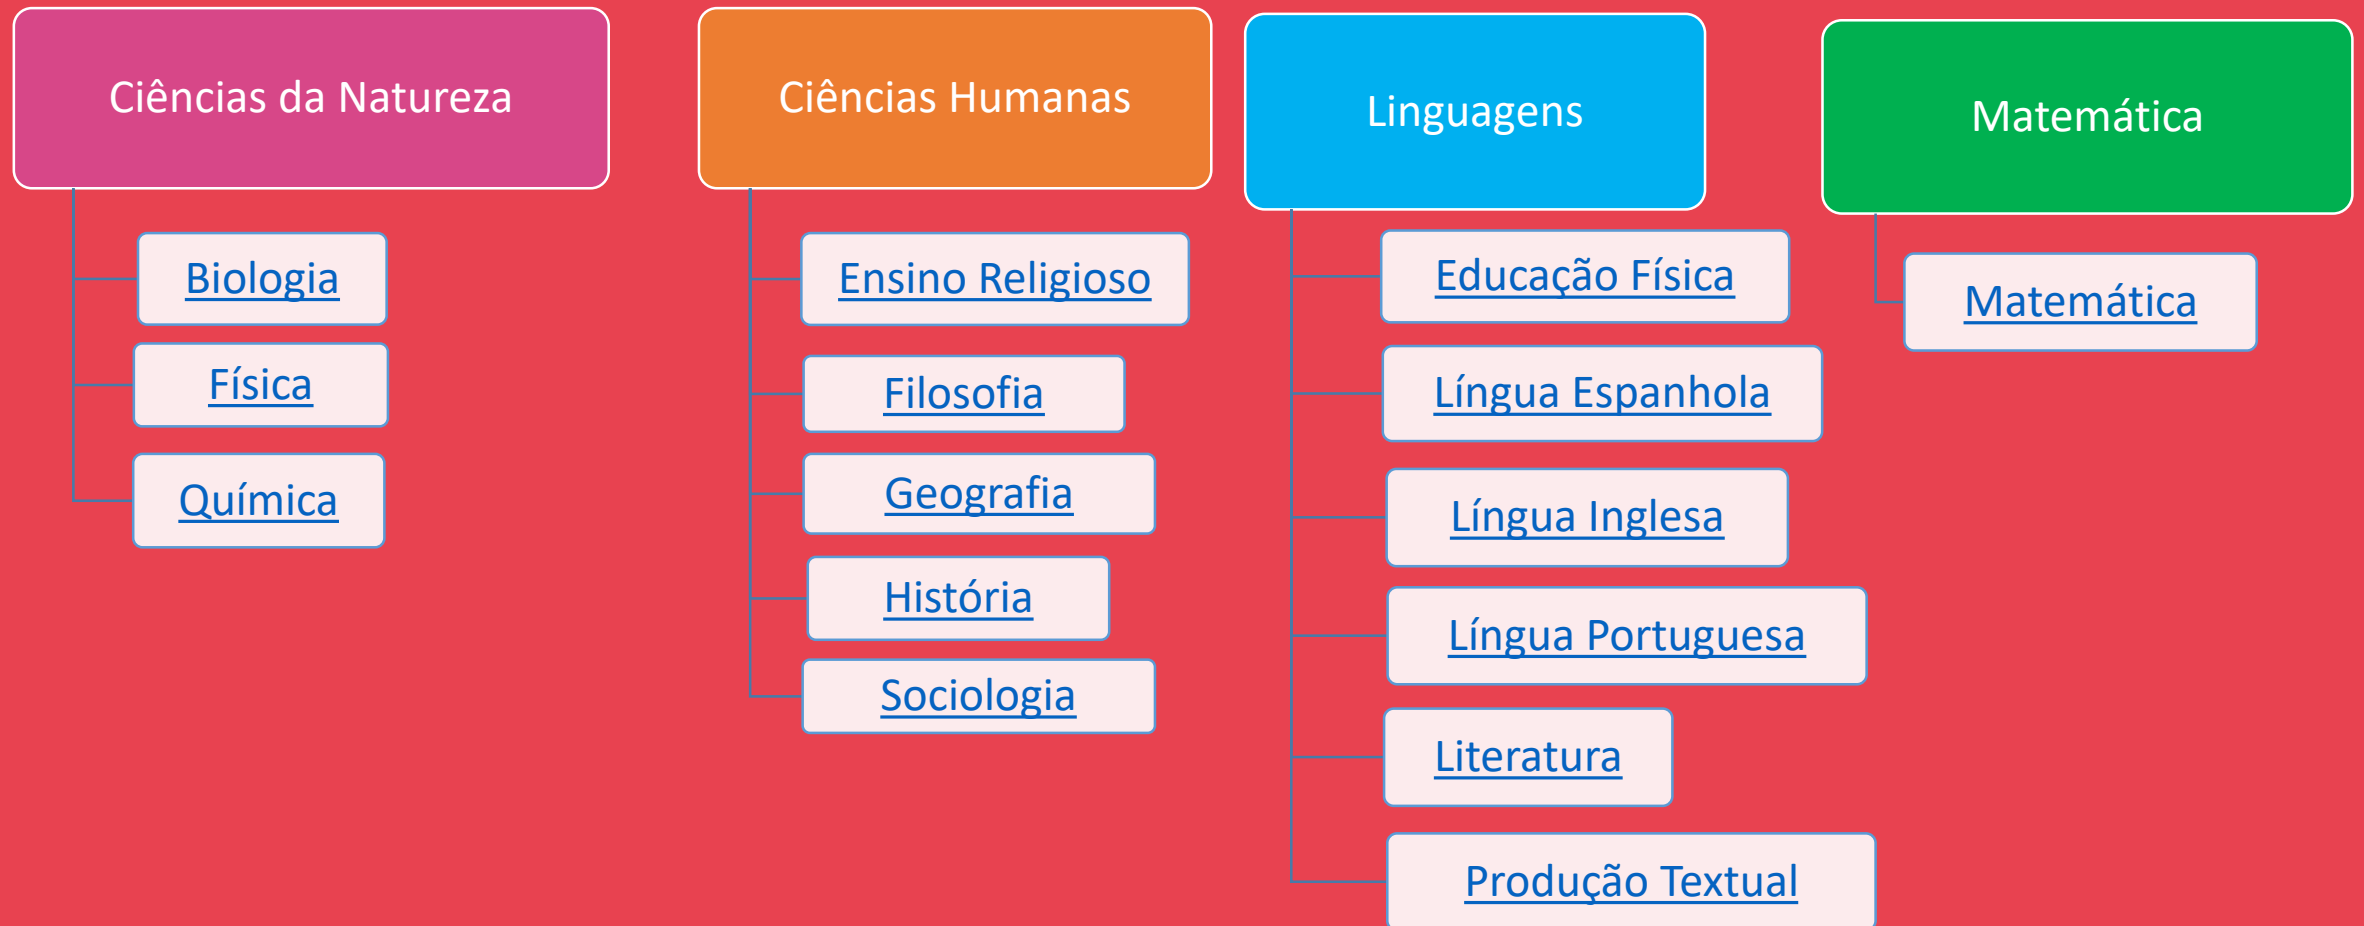 Ciências da Natureza
Biologia
Física
Química
Ciências Humanas
Ensino Religioso
Filosofia
Geografia
História
Sociologia
Linguagens
Educação Física
Língua Espanhola
Língua Inglesa
Língua Portuguesa
Literatura
Produção Textual
Matemática
Matemática